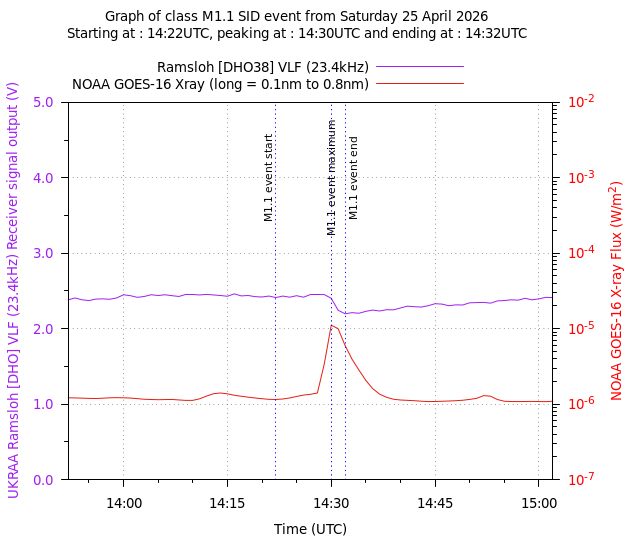 Graph of class M1.1 SID event from Saturday 25 April 2026
Starting at : 14:22UTC, peaking at : 14:30UTC and ending at : 14:32UTC
Ramsloh [DHO38] VLF (23.4kHz)
NOAA GOES-16 Xray (long = 0.1nm to 0.8nm)
UKRAA Ramsloh [DHO] VLF (23.4kHz) Receiver signal output (V)
5.0
4.0
3.0
2.0
1.0
0.0
M1.1 event start
M1.1 event maximum
M1.1 event end
10-2
10-3
10-4
10-5
10-6
10-7
NOAA GOES-16 X-ray Flux (W/m2)
14:00 14:15 14:30 14:45 15:00
Time (UTC)